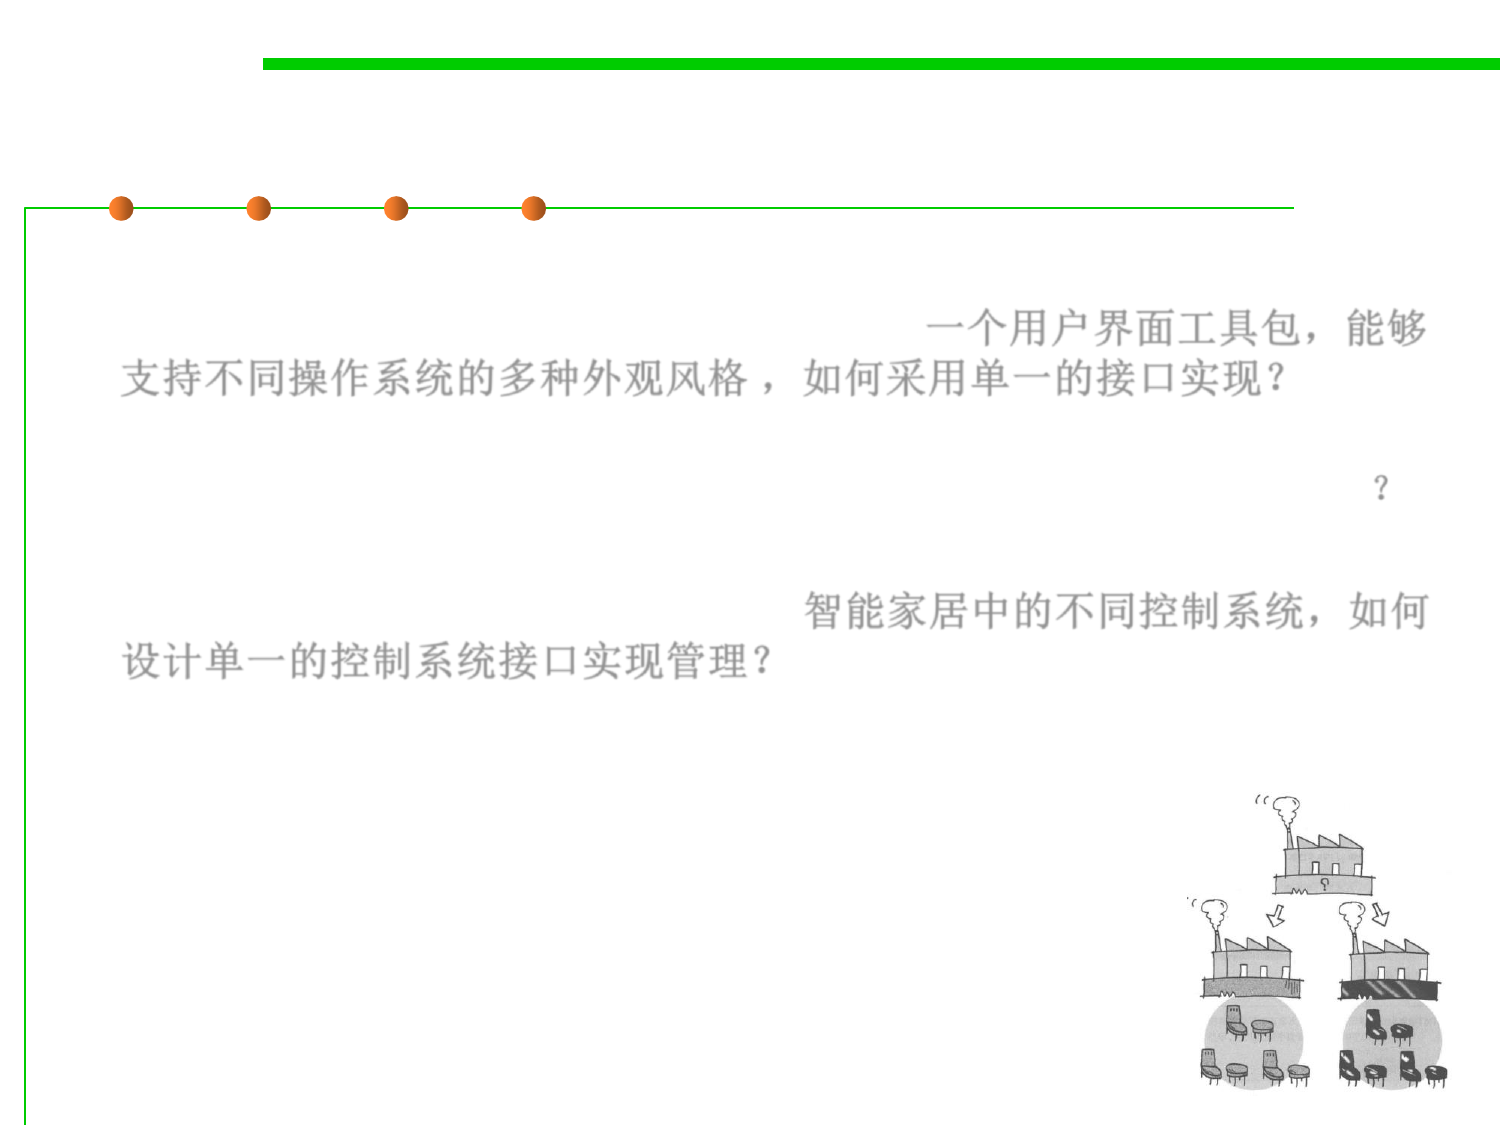 一个用户界面工具包，能够
支持不同操作系统的多种外观风格，如何采用单一的接口实现？
？
智能家居中的不同控制系统，如何
设计单一的控制系统接口实现管理？
?